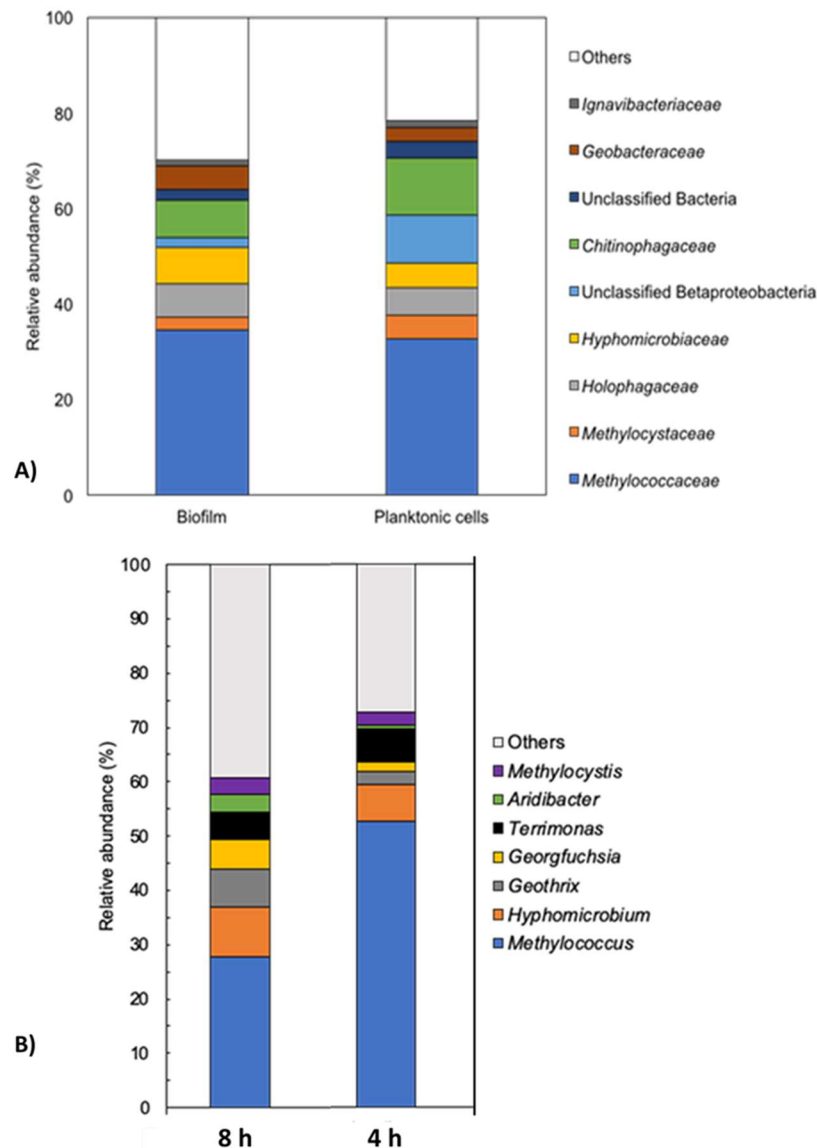 100
80
60
40
20
0
Relative abundance (%)
Biofilm
Planktonic cells
Others
Ignavibacteriaceae
Geobacteraceae
Unclassified Bacteria
Chitinophagaceae
Unclassified Betaproteobacteria
Hyphomicrobiaceae
Holophagaceae
Methylocystaceae
Methylococcaceae
A)
100
90
80
70
60
50
40
30
20
10
0
Relative abundance (%)
8 h
4 h
Others
Methylocystis
Aridibacter
Terrimonas
Georgfuchsia
Geothrix
Hyphomicrobium
Methylococcus
B)